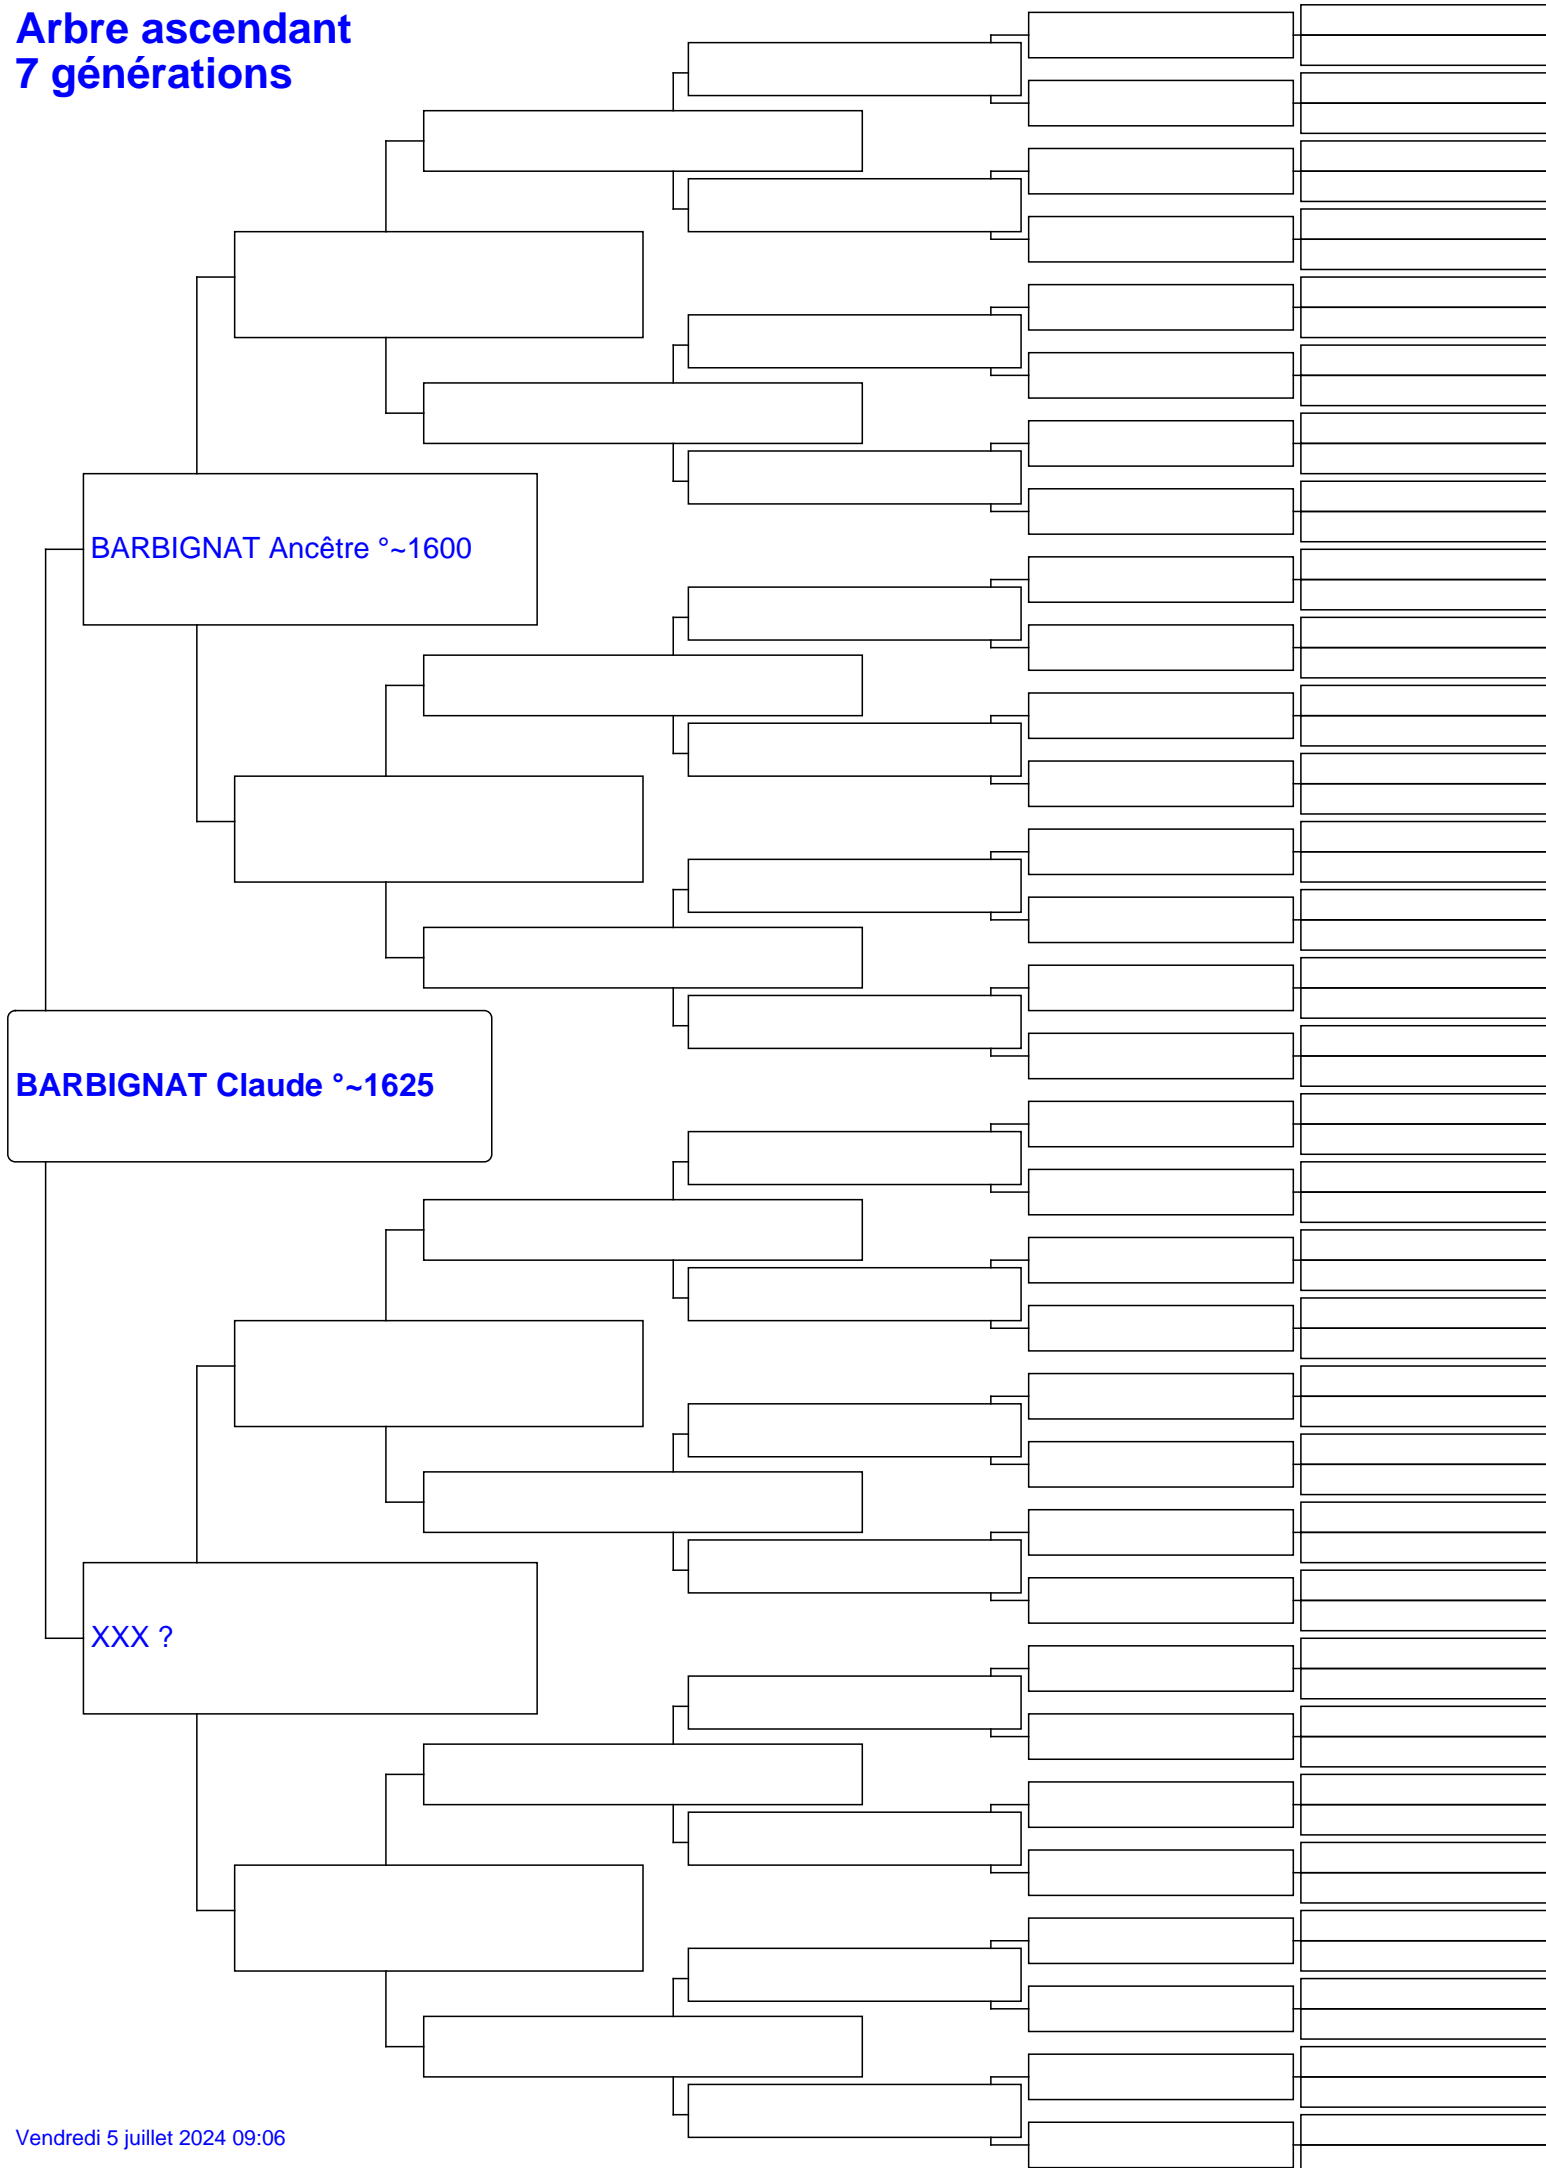 Arbre ascendant
7 générations
BARBIGNAT Ancêtre °~1600
BARBIGNAT Claude °~1625
XXX ?
Vendredi 5 juillet 2024 09:06